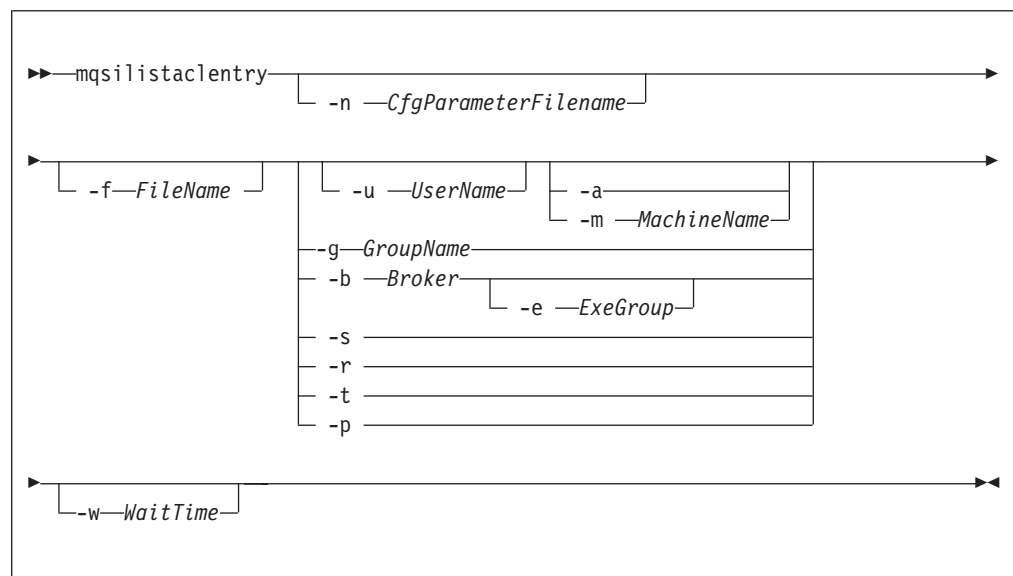 mqsilistaclentry
-n CfgParameterFilename
-f FileName -u UserName -a
-m MachineName
-g GroupName
-b Broker
-e ExeGroup
-s
-r
-t
-p
-w WaitTime